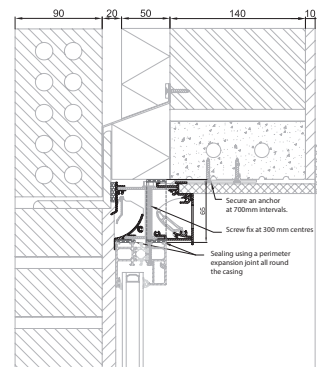 90 20 50 140 10
Secure an anchor
at 700mm intervals.
65
Screw fix at 300 mm centres
Sealing using a perimeter
expansion joint all round
the casing